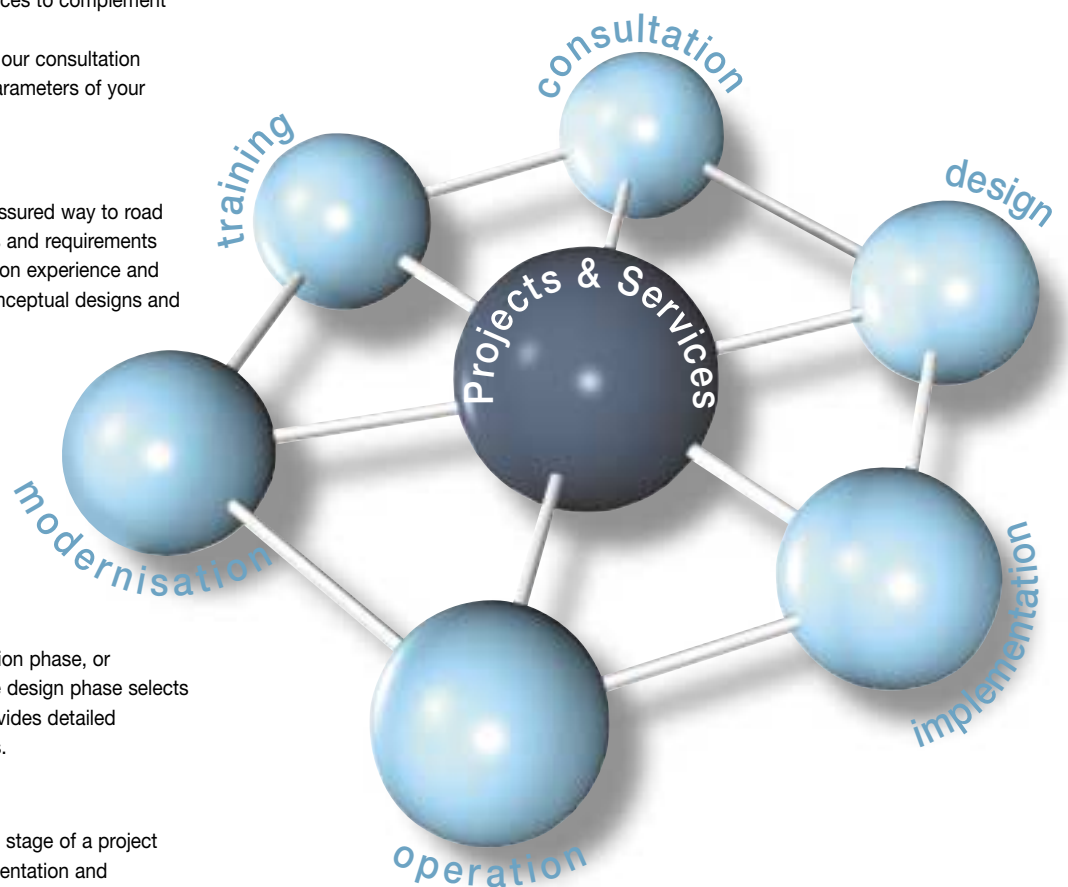 ces to complement
our consultation
arameters of your
ssured way to road
and requirements
on experience and
nceptual designs and
ion phase, or
design phase selects
vides detailed
stage of a project
entation and
consultation
design
implementation
operation
modernisation
training
Projects & Services